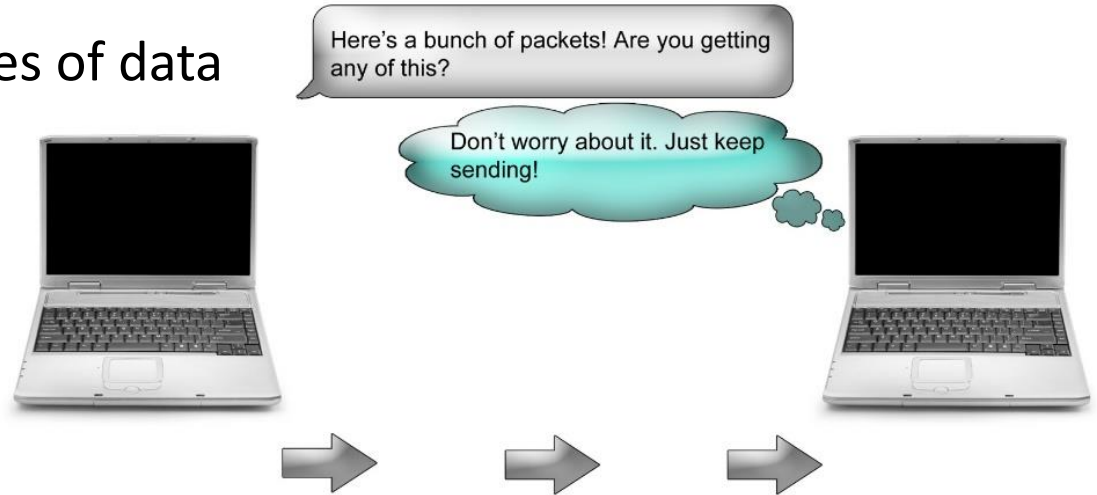 es of data
Here’s a bunch of packets! Are you getting
any of this?
Don’t worry about it. Just keep
sending!